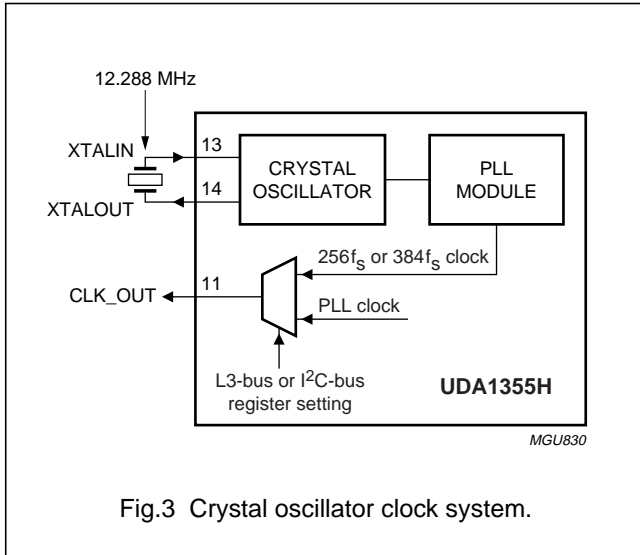 12.288 MHz
XTALIN
13
CRYSTAL
OSCILLATOR
PLL
MODULE
14
XTALOUT
256fs or 384fs clock
CLK_OUT
11
PLL clock
L3-bus or I²C-bus
register setting
UDA1355H
MGU830
Fig.3 Crystal oscillator clock system.